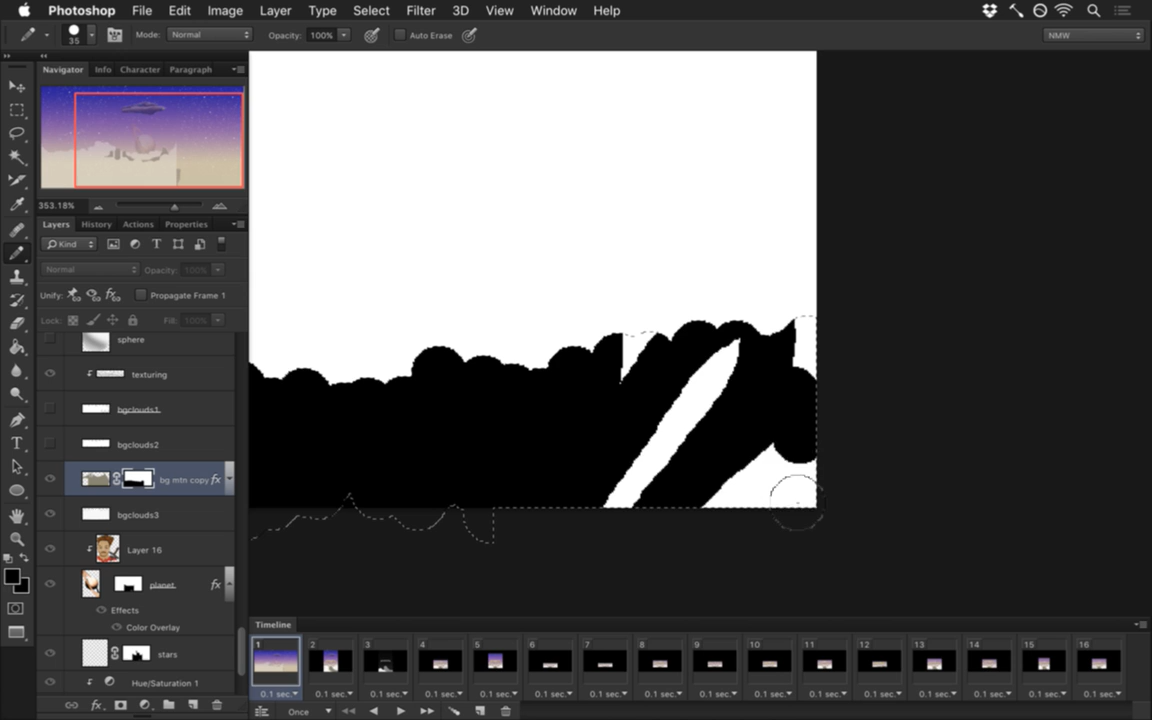 Photoshop File Edit Image Layer Type Select Filter 3D View Window Help
35 Mode: Normal Opacity: 100% Auto Erase NMW
Navigator Info Character Paragraph
353.18%
Layers History Actions Properties
Kind
Normal Opacity: 100%
Unify: Propagate Frame 1
Lock: Fill: 100%
sphere
texturing
bgclouds1
bgclouds2
bg mtn copy fx
bgclouds3
Layer 16
planet fx
Effects
Color Overlay
stars
Hue/Saturation 1
fx
Timeline
1 2 3 4 5 6 7 8 9 10 11 12 13 14 15 16
0.1 sec. 0.1 sec. 0.1 sec. 0.1 sec. 0.1 sec. 0.1 sec. 0.1 sec. 0.1 sec. 0.1 sec. 0.1 sec. 0.1 sec. 0.1 sec. 0.1 sec. 0.1 sec. 0.1 sec. 0.1 sec.
Once